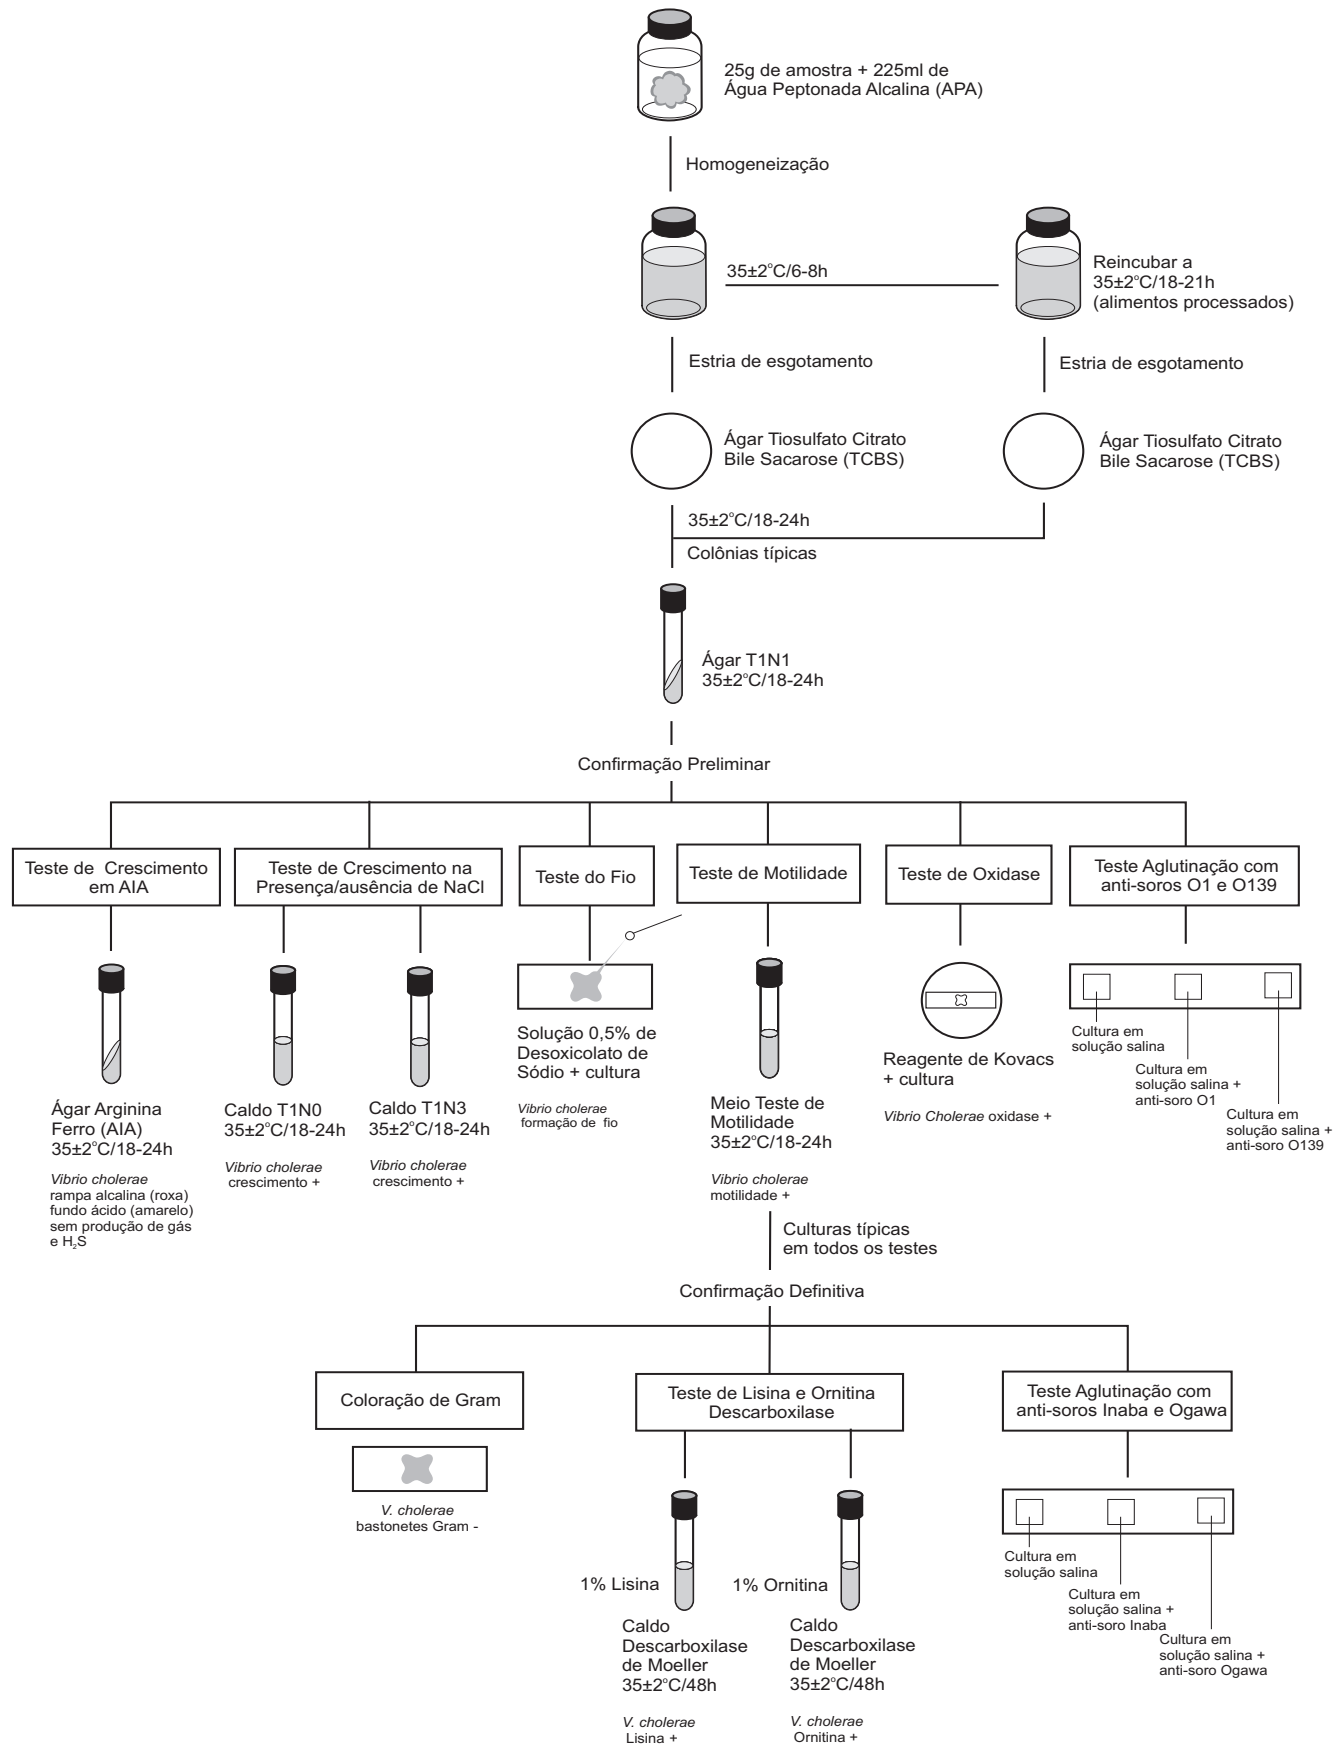 25g de amostra + 225ml de
Água Peptonada Alcalina (APA)
Homogeneização
35±2°C/6-8h
Reincubar a
35±2°C/18-21h
(alimentos processados)
Estria de esgotamento
Estria de esgotamento
Ágar Tiosulfato Citrato
Bile Sacarose (TCBS)
Ágar Tiosulfato Citrato
Bile Sacarose (TCBS)
35±2°C/18-24h
Colônias típicas
Ágar T1N1
35±2°C/18-24h
Confirmação Preliminar
Teste de Crescimento
em AIA
Teste de Crescimento na
Presença/ausência de NaCl
Teste do Fio
Teste de Motilidade
Teste de Oxidase
Teste Aglutinação com
anti-soros O1 e O139
Ágar Arginina
Ferro (AIA)
35±2°C/18-24h
Vibrio cholerae
rampa alcalina (roxa)
fundo ácido (amarelo)
sem produção de gás
e H₂S
Caldo T1N0
35±2°C/18-24h
Vibrio cholerae
crescimento +
Caldo T1N3
35±2°C/18-24h
Vibrio cholerae
crescimento +
Solução 0,5% de
Desoxicolato de
Sódio + cultura
Vibrio cholerae
formação de fio
Meio Teste de
Motilidade
35±2°C/18-24h
Vibrio cholerae
motilidade +
Reagente de Kovacs
+ cultura
Vibrio Cholerae oxidase +
Cultura em
solução salina
Cultura em
solução salina +
anti-soro O1
Cultura em
solução salina +
anti-soro O139
Culturas típicas
em todos os testes
Confirmação Definitiva
Coloração de Gram
Teste de Lisina e Ornitina
Descarboxilase
Teste Aglutinação com
anti-soros Inaba e Ogawa
V. cholerae
bastonetes Gram -
1% Lisina
Caldo
Descarboxilase
de Moeller
35±2°C/48h
V. cholerae
Lisina +
1% Ornitina
Caldo
Descarboxilase
de Moeller
35±2°C/48h
V. cholerae
Ornitina +
Cultura em
solução salina
Cultura em
solução salina +
anti-soro Inaba
Cultura em
solução salina +
anti-soro Ogawa